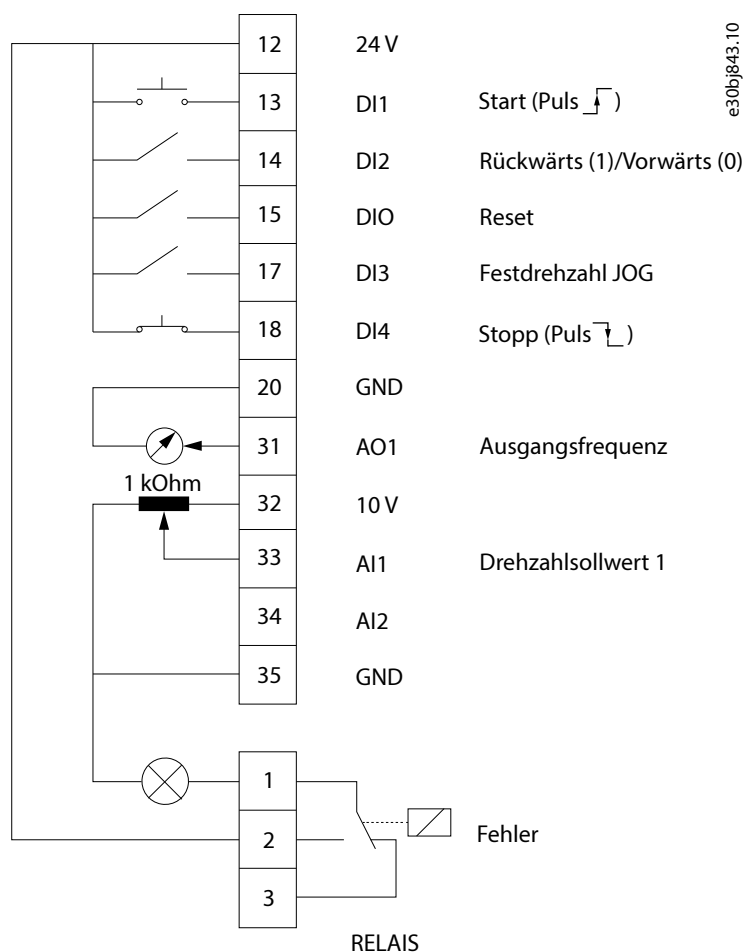 e30bj843.10
12 24 V
13 DI1 Start (Puls )
14 DI2 Rückwärts (1)/Vorwärts (0)
15 DIO Reset
17 DI3 Festdrehzahl JOG
18 DI4 Stopp (Puls )
20 GND
31 AO1 Ausgangsfrequenz
1 kOhm
32 10 V
33 AI1 Drehzahlsollwert 1
34 AI2
35 GND
1
2 Fehler
3
RELAIS